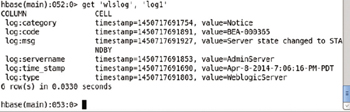 hbase(main):052:0> get 'wlslog', 'log1'
COLUMN CELL
log:category timestamp=1450717691754, value=Notice
log:code timestamp=1450717691891, value=BEA-000365
log:msg timestamp=1450717691927, value=Server state changed to STA
NDBY
log:servername timestamp=1450717691853, value=AdminServer
log:time_stamp timestamp=1450717691690, value=Apr-8-2014-7:06:16-PM-PDT
log:type timestamp=1450717691803, value=WeblogicServer
6 row(s) in 0.0330 seconds
hbase(main):053:0>